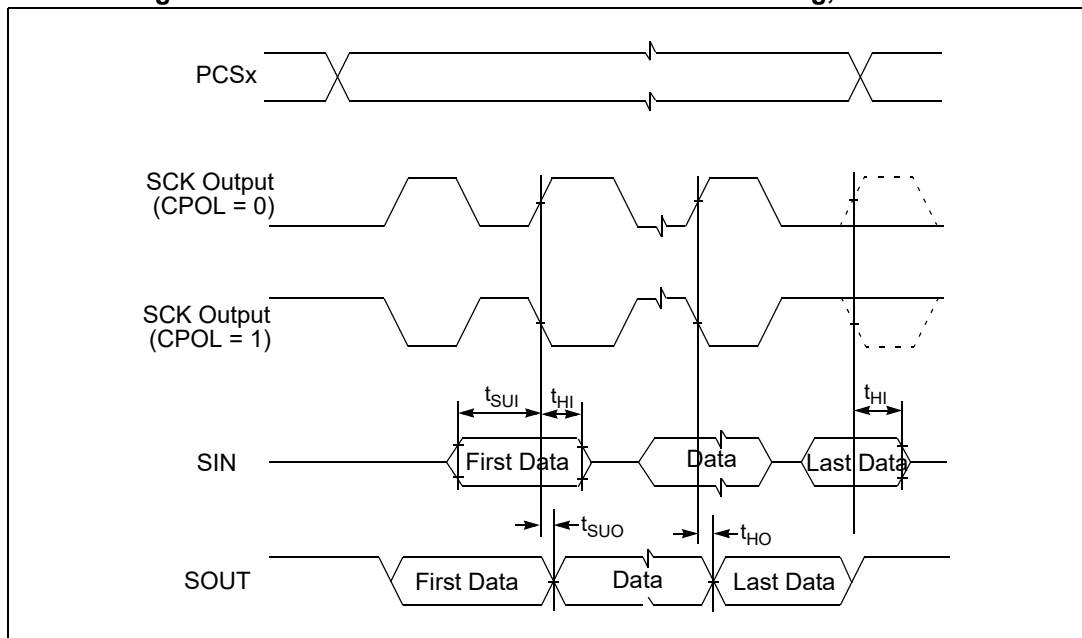 PCSx
SCK Output
(CPOL = 0)
SCK Output
(CPOL = 1)
tSUI
tHI
tHI
SIN
First Data
Data
Last Data
tSUO
tHO
SOUT
First Data
Data
Last Data